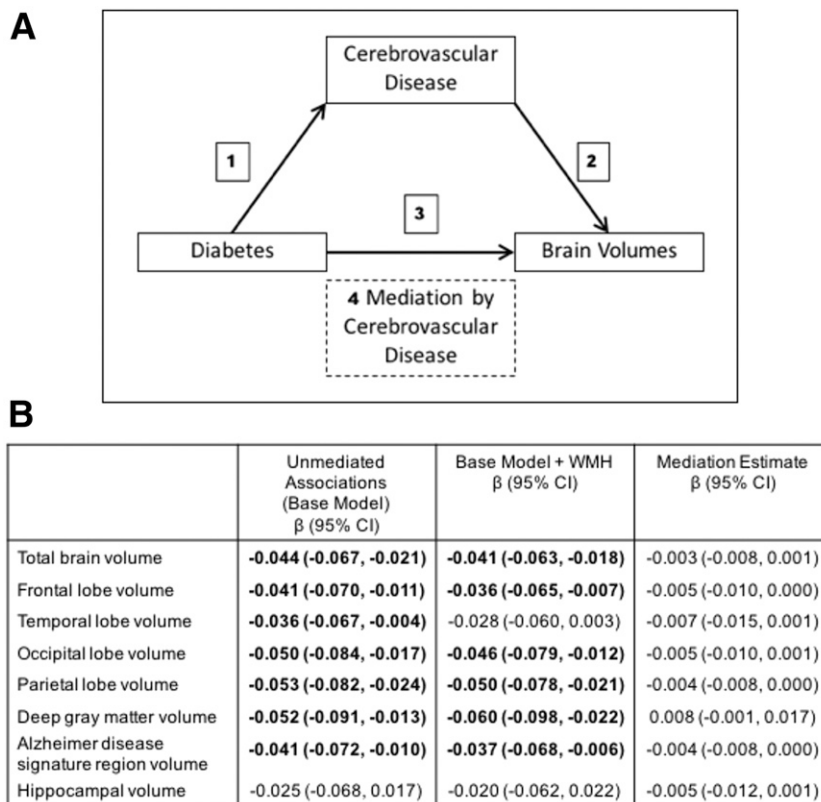 A
Cerebrovascular
Disease
1
2
3
Diabetes
Brain Volumes
4 Mediation by
Cerebrovascular
Disease
B
Unmediated
Associations
(Base Model)
β (95% CI)
Base Model + WMH
β (95% CI)
Mediation Estimate
β (95% CI)
Total brain volume -0.044 (-0.067, -0.021) -0.041 (-0.063, -0.018) -0.003 (-0.008, 0.001)
Frontal lobe volume -0.041 (-0.070, -0.011) -0.036 (-0.065, -0.007) -0.005 (-0.010, 0.000)
Temporal lobe volume -0.036 (-0.067, -0.004) -0.028 (-0.060, 0.003) -0.007 (-0.015, 0.001)
Occipital lobe volume -0.050 (-0.084, -0.017) -0.046 (-0.079, -0.012) -0.005 (-0.010, 0.001)
Parietal lobe volume -0.053 (-0.082, -0.024) -0.050 (-0.078, -0.021) -0.004 (-0.008, 0.000)
Deep gray matter volume -0.052 (-0.091, -0.013) -0.060 (-0.098, -0.022) 0.008 (-0.001, 0.017)
Alzheimer disease
signature region volume -0.041 (-0.072, -0.010) -0.037 (-0.068, -0.006) -0.004 (-0.008, 0.000)
Hippocampal volume -0.025 (-0.068, 0.017) -0.020 (-0.062, 0.022) -0.005 (-0.012, 0.001)